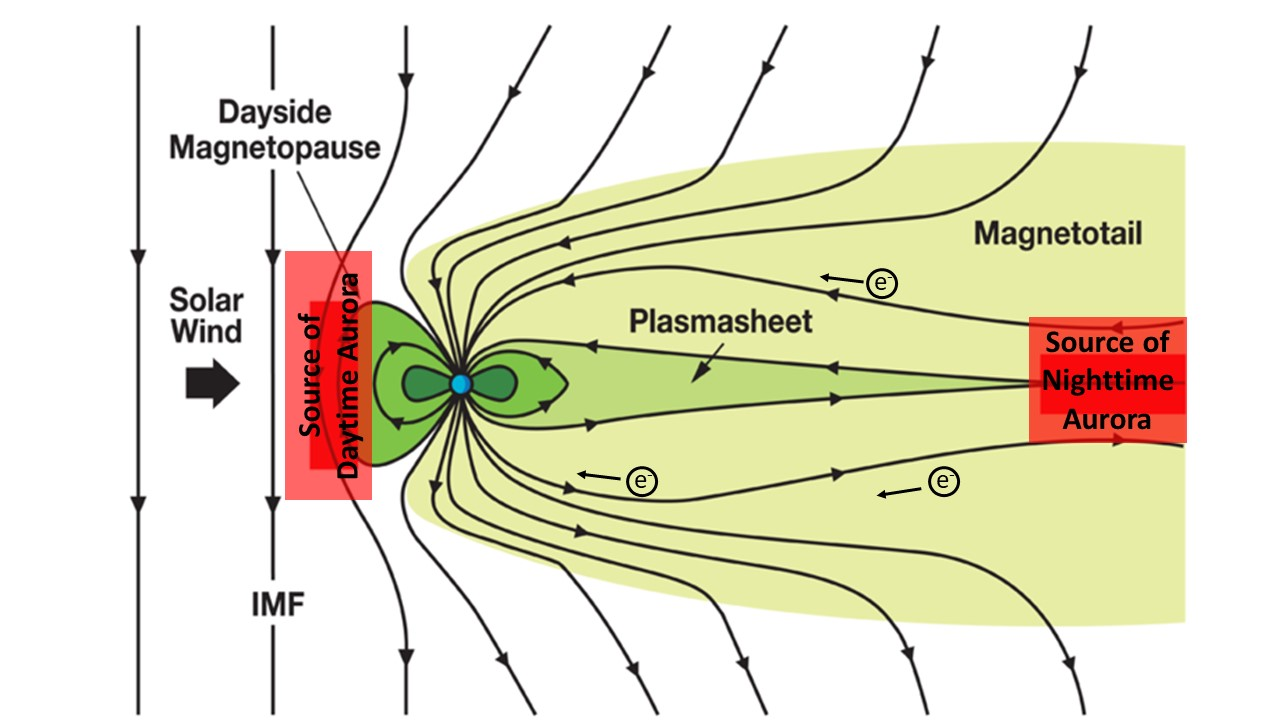 Dayside
Magnetopause
Solar
Wind
IMF
Source of
Daytime Aurora
Magnetotail
e-
Plasmasheet
Source of
Nighttime
Aurora
e-
e-